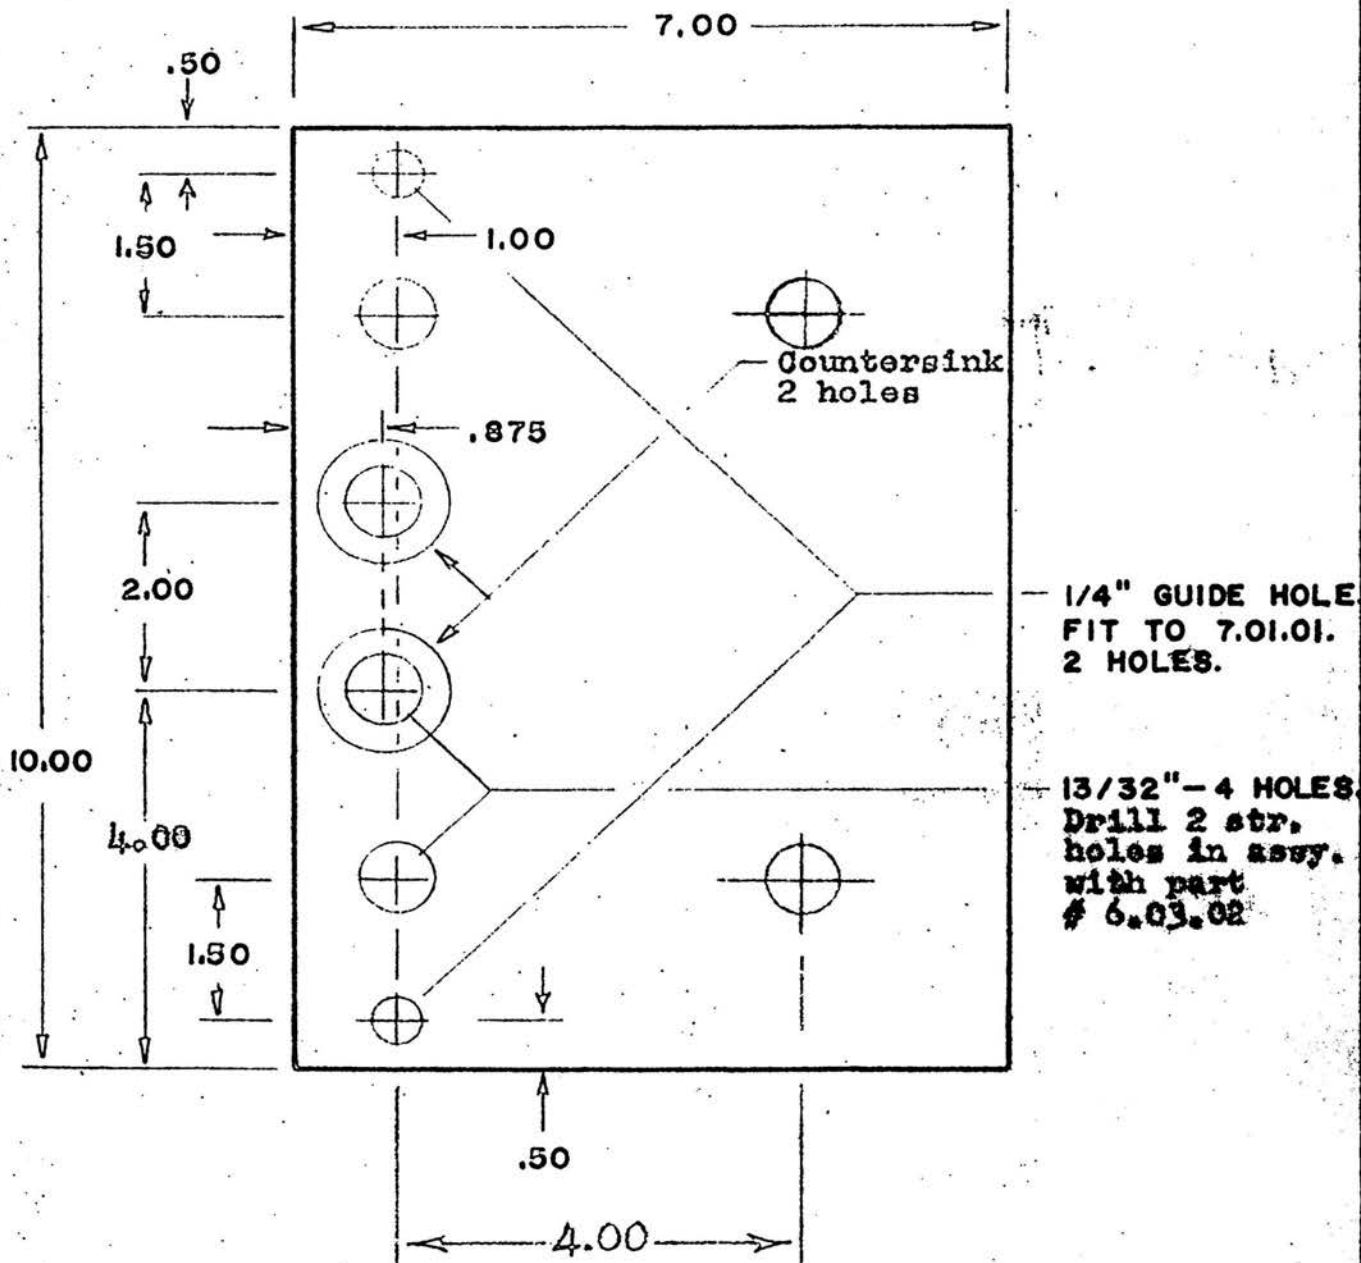 7.00
.50
1.50
1.00
Countersink
2 holes
.875
2.00
1/4" GUIDE HOLE.
FIT TO 7.01.01.
2 HOLES.
10.00
13/32"-4 HOLES.
Drill 2 str.
holes in assy.
with part
# 6.03.02
4.00
1.50
.50
4.00